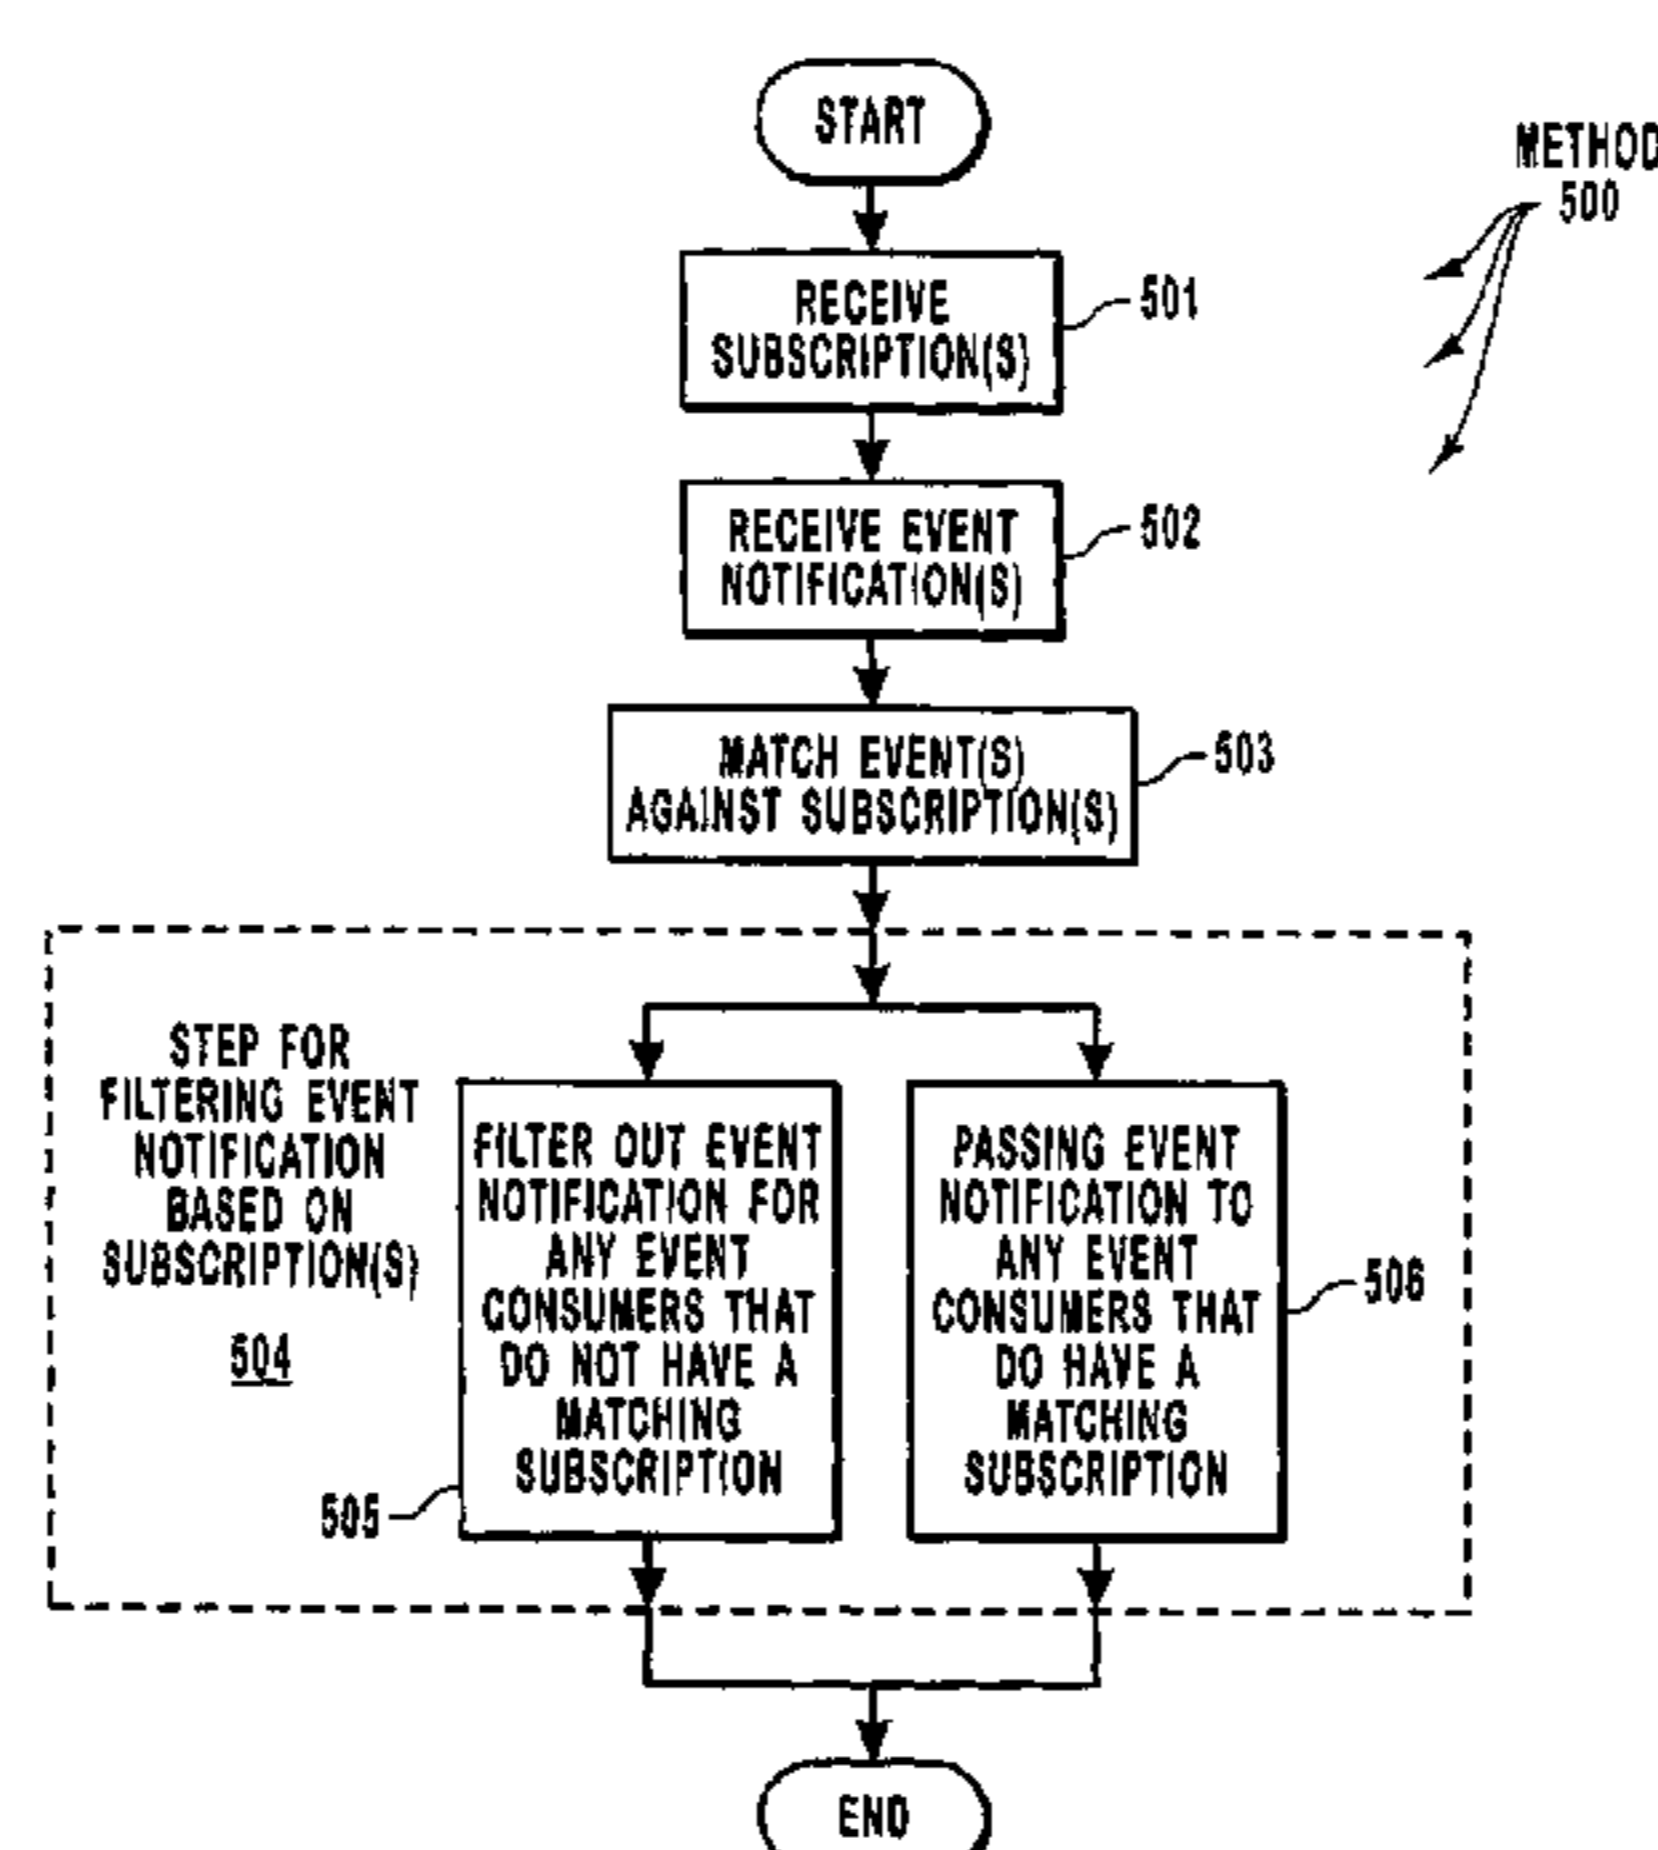 START
METHOD
500
RECEIVE
SUBSCRIPTION(S)
501
RECEIVE EVENT
NOTIFICATION(S)
502
MATCH EVENT(S)
AGAINST SUBSCRIPTION(S)
503
STEP FOR
FILTERING EVENT
NOTIFICATION
BASED ON
SUBSCRIPTION(S)
504
FILTER OUT EVENT
NOTIFICATION FOR
ANY EVENT
CONSUMERS THAT
DO NOT HAVE A
MATCHING
SUBSCRIPTION
505
PASSING EVENT
NOTIFICATION TO
ANY EVENT
CONSUMERS THAT
DO HAVE A
MATCHING
SUBSCRIPTION
506
END